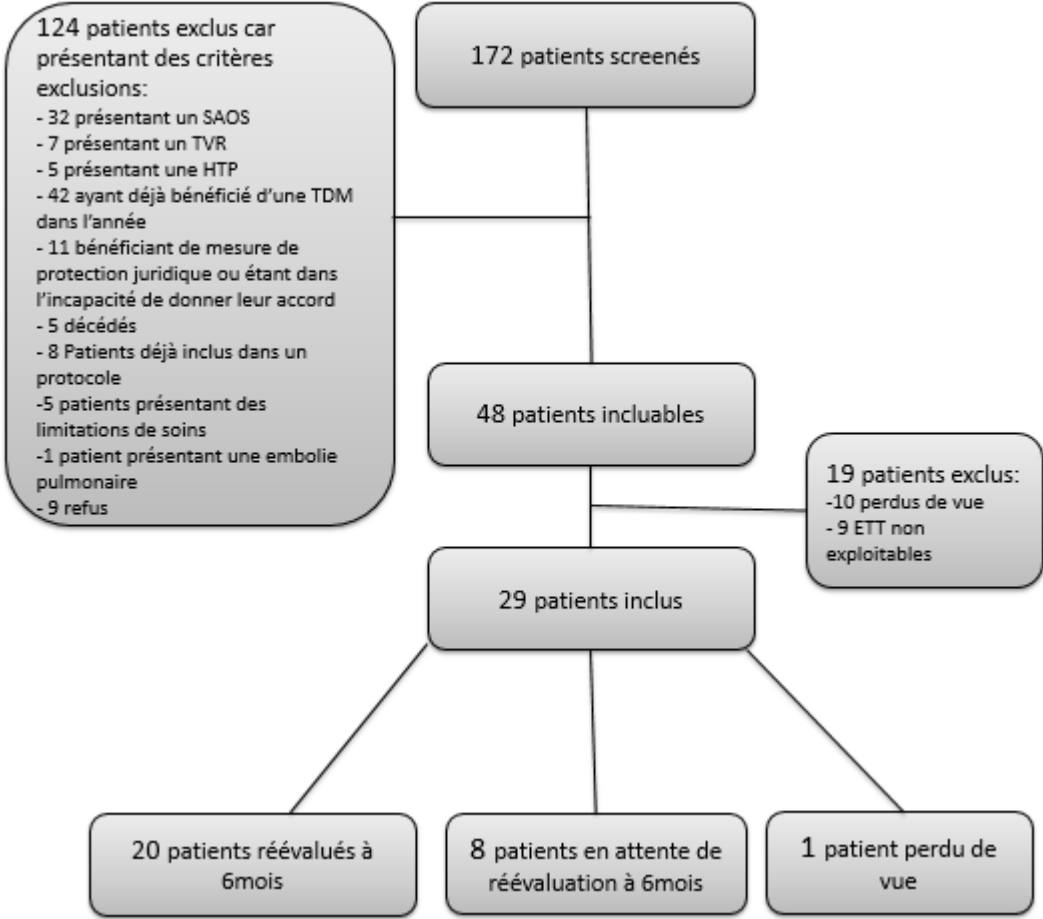 124 patients exclus car
présentant des critères
exclusions:
- 32 présentant un SAOS
- 7 présentant un TVR
- 5 présentant une HTP
- 42 ayant déjà bénéficié d'une TDM
dans l'année
- 11 bénéficiant de mesure de
protection juridique ou étant dans
l'incapacité de donner leur accord
- 5 décédés
- 8 Patients déjà inclus dans un
protocole
-5 patients présentant des
limitations de soins
-1 patient présentant une embolie
pulmonaire
- 9 refus
172 patients screenés
48 patients incluables
19 patients exclus:
-10 perdus de vue
- 9 ETT non
exploitables
29 patients inclus
20 patients réévalués à
6mois
8 patients en attente de
réévaluation à 6mois
1 patient perdu de
vue